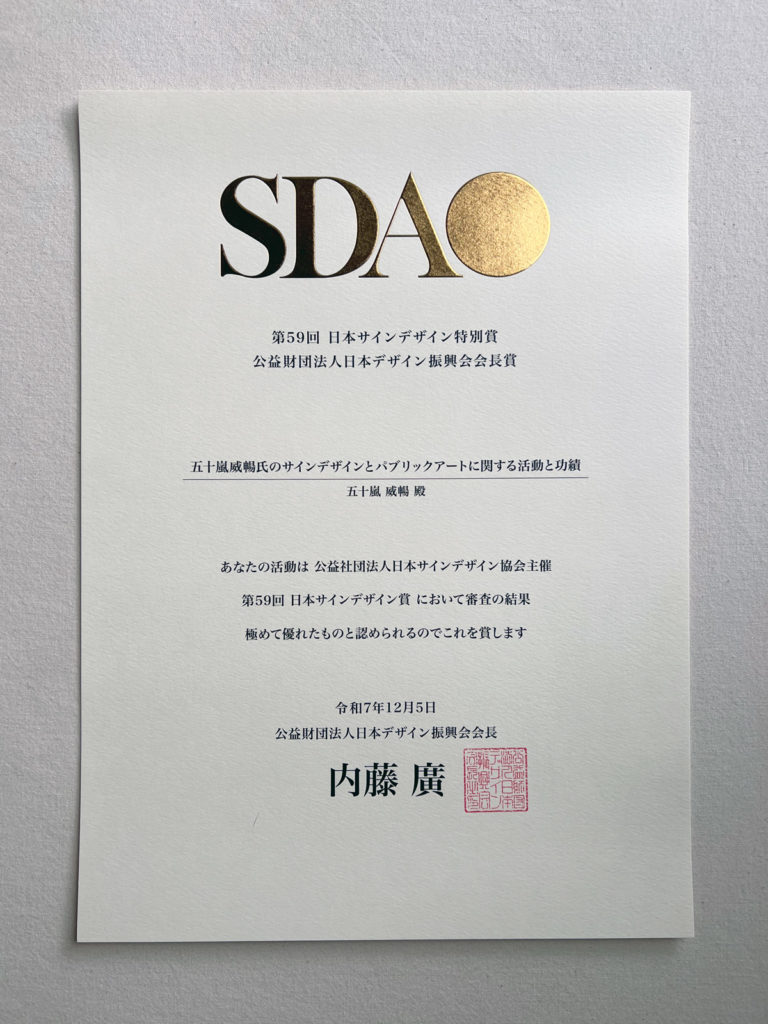 SDA
第59回 日本サインデザイン特別賞
公益財団法人日本デザイン振興会会長賞
五十嵐威暢氏のサインデザインとパブリックアートに関する活動と功績
五十嵐 威暢 殿
あなたの活動は 公益社団法人日本サインデザイン協会主催
第59回 日本サインデザイン賞 において審査の結果
極めて優れたものと認められるのでこれを賞します
令和7年12月5日
公益財団法人日本デザイン振興会会長
内藤 廣